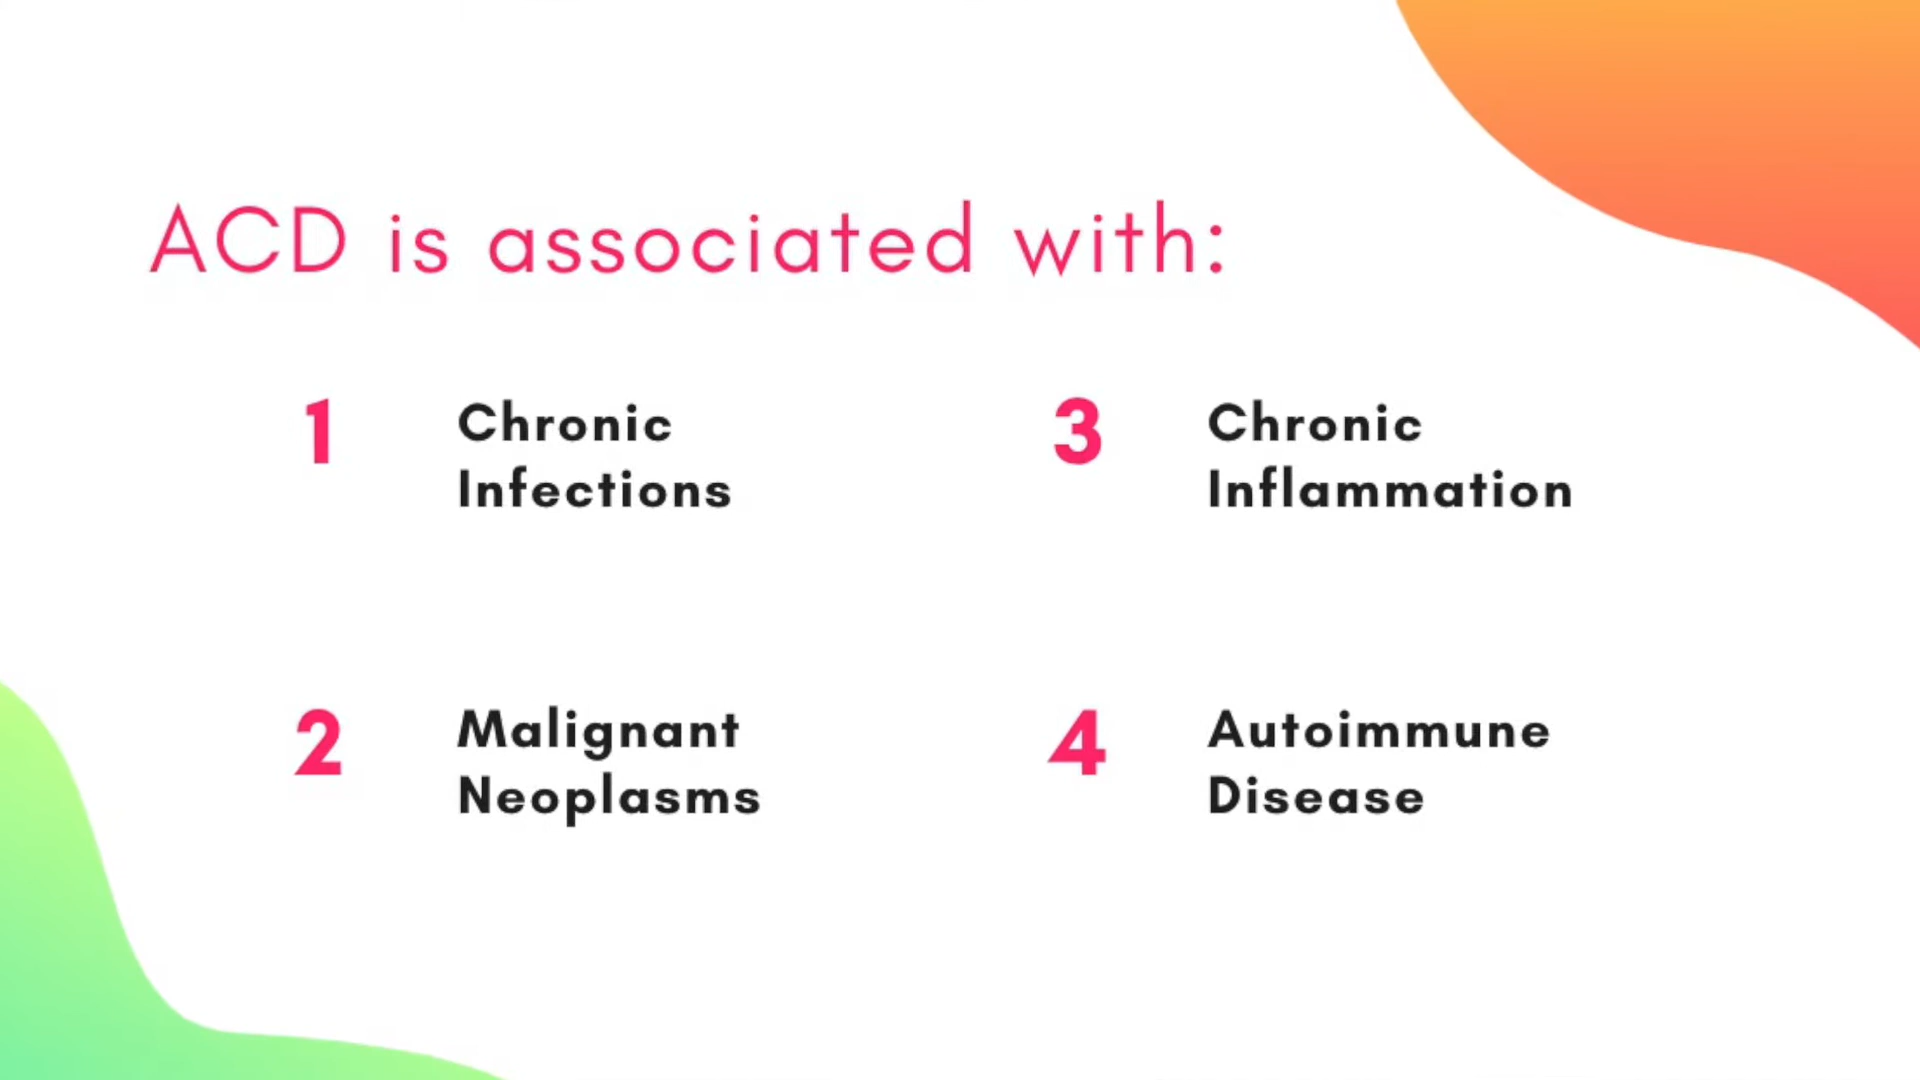 ACD is associated with:
1
Chronic
Infections
2
Malignant
Neoplasms
3
Chronic
Inflammation
4
Autoimmune
Disease